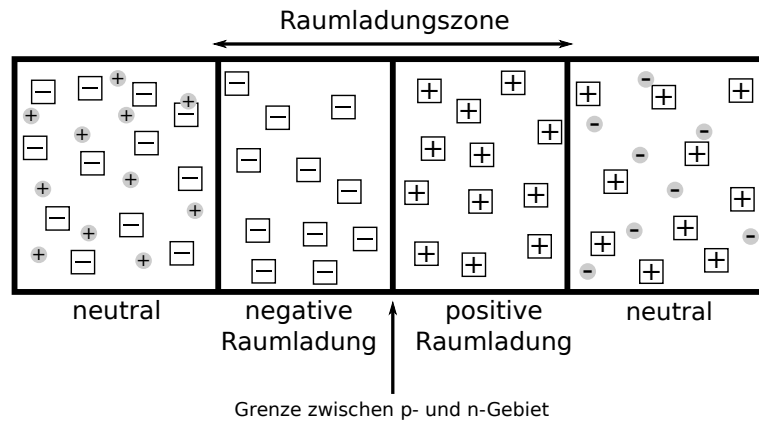 Raumladungszone
neutral
negative
Raumladung
positive
Raumladung
neutral
Grenze zwischen p- und n-Gebiet